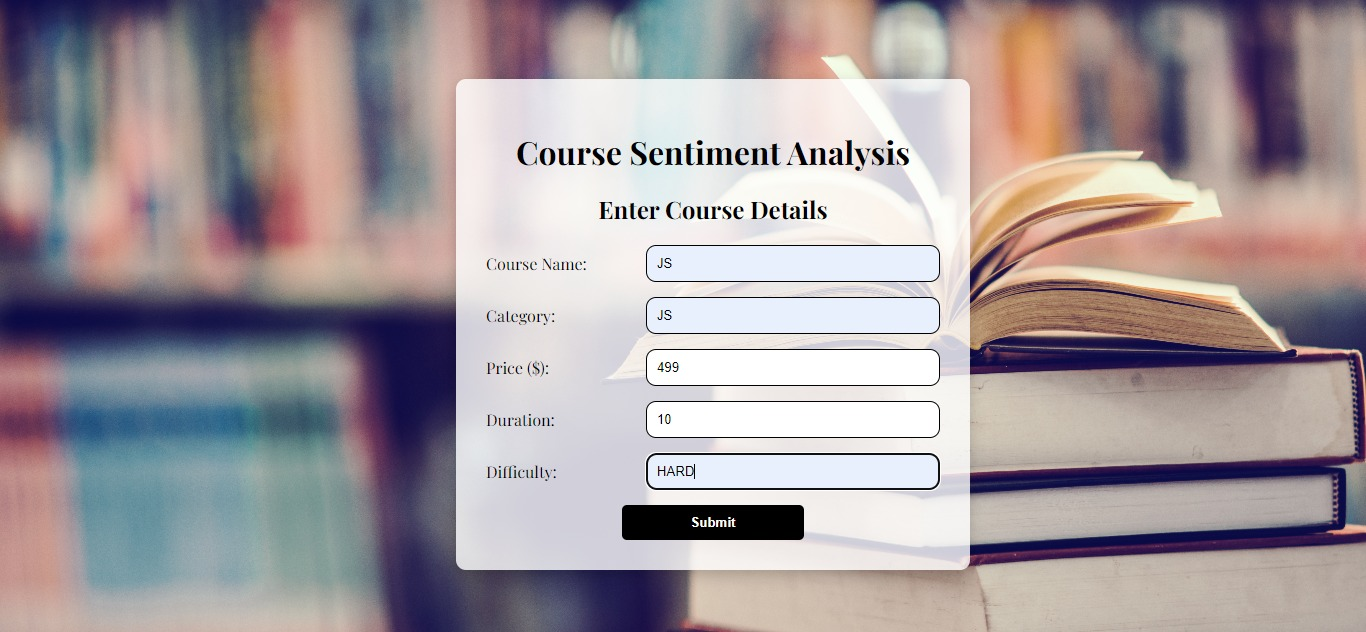 Course Sentiment Analysis
Enter Course Details
Course Name: JS
Category: JS
Price ($): 499
Duration: 10
Difficulty: HARD
Submit